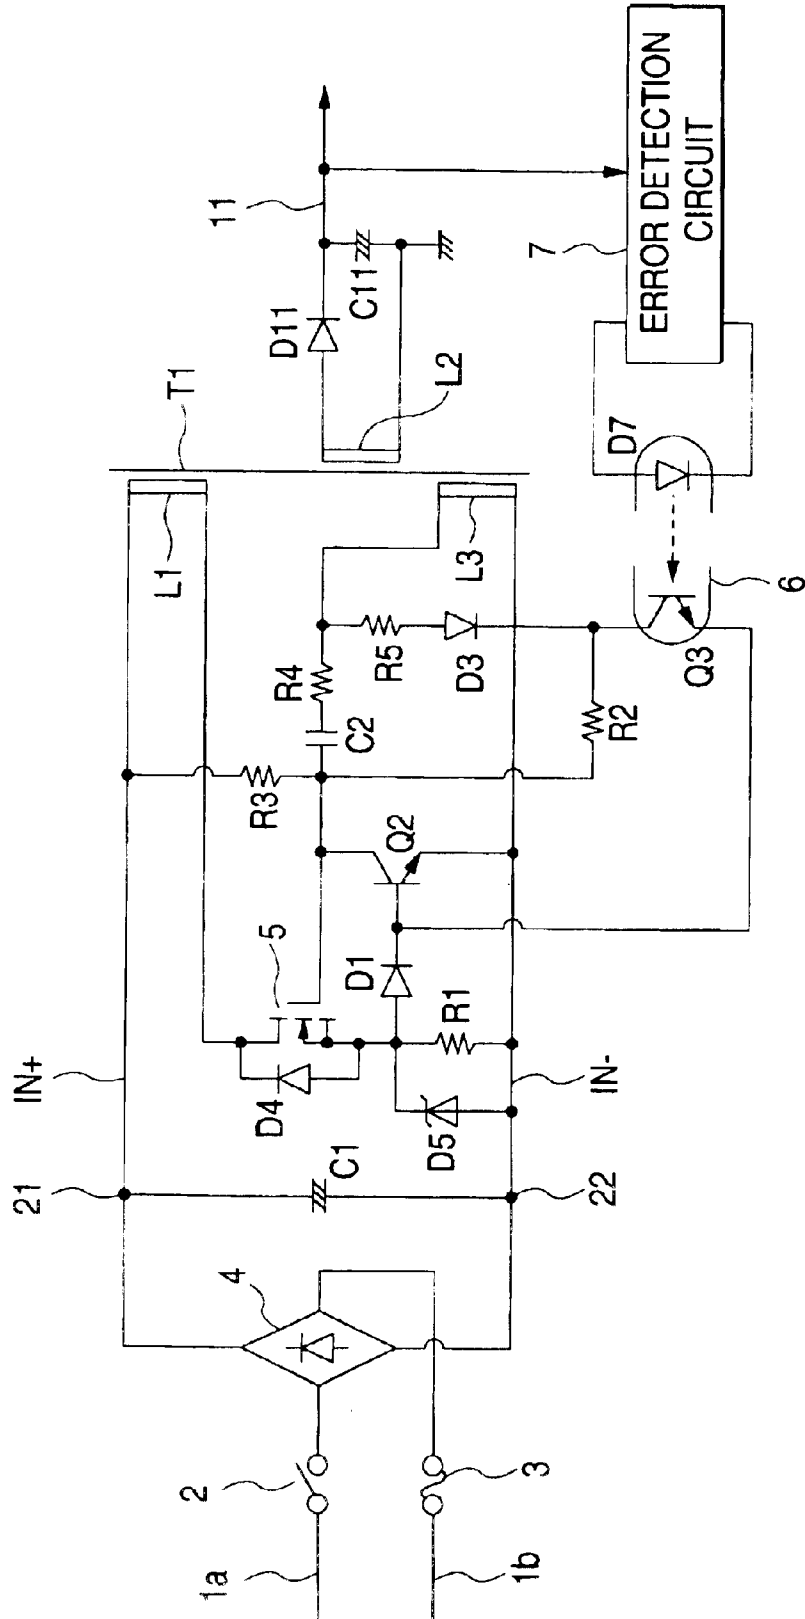 1a
1b
2
3
4
21
22
IN+
IN-
C1
D4
D5
5
D1
R1
Q2
R3
C2
R4
R5
D3
R2
L1
L3
T1
L2
D11
C11
11
Q3
6
D7
7
ERROR DETECTION
CIRCUIT